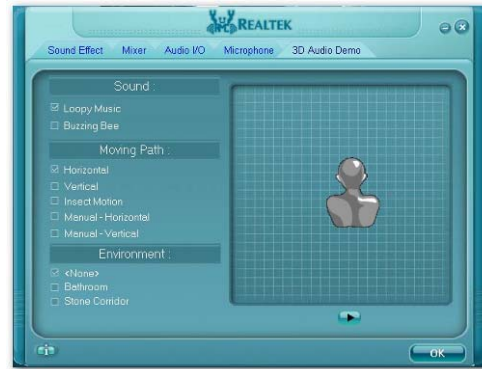 REALTEK
Sound Effect Mixer Audio I/O Microphone 3D Audio Demo
Sound :
Loopy Music
Buzzing Bee
Moving Path :
Horizontal
Vertical
Insect Motion
Manual - Horizontal
Manual - Vertical
Environment :
<None>
Bathroom
Stone Corridor
OK